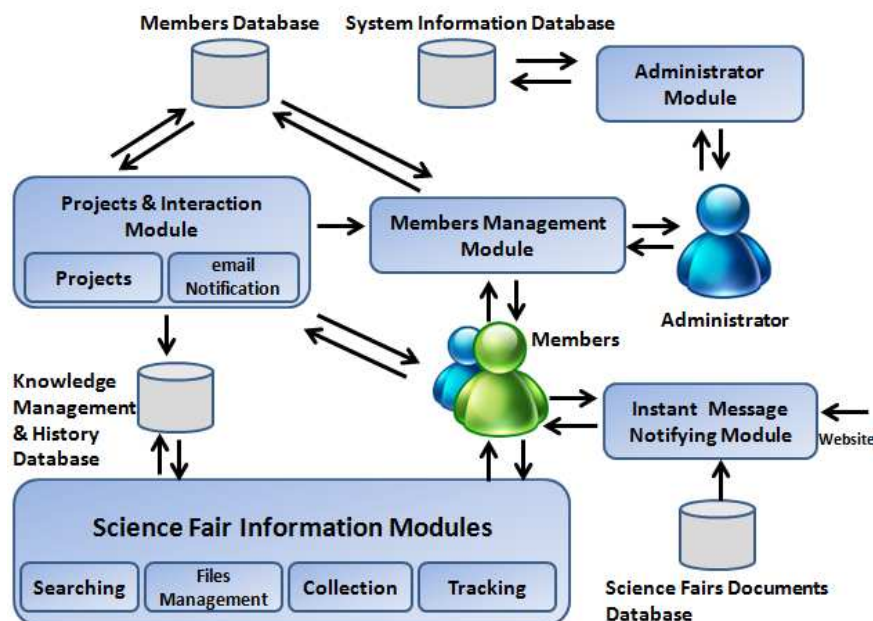 Members Database
System Information Database
Administrator
Module
Projects & Interaction
Module
Projects
email
Notification
Members Management
Module
Administrator
Members
Knowledge
Management
& History
Database
Instant Message
Notifying Module
Website
Science Fair Information Modules
Searching
Files
Management
Collection
Tracking
Science Fairs Documents
Database